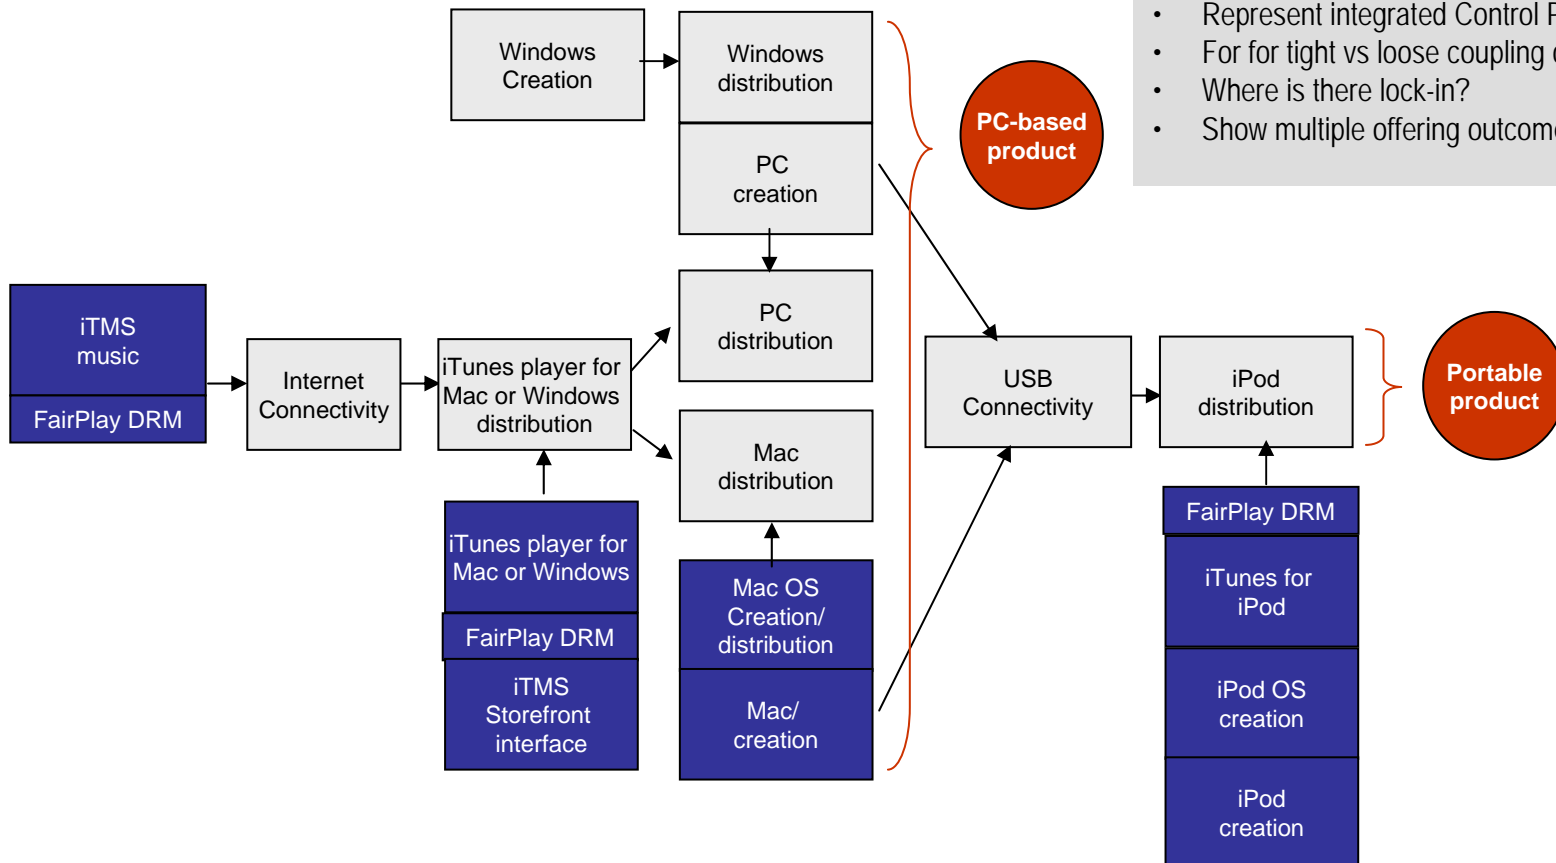 Represent integrated Control
For for tight vs loose coupling
Where is there lock-in?
Show multiple offering
Windows
Creation
Windows
distribution
PC
creation
PC-based
product
iTMS
music
FairPlay DRM
Internet
Connectivity
iTunes player for
Mac or Windows
distribution
PC
distribution
Mac
distribution
USB
Connectivity
iPod
distribution
Portable
product
iTunes player for
Mac or Windows
FairPlay DRM
iTMS
Storefront
interface
Mac OS
Creation/
distribution
Mac/
creation
FairPlay DRM
iTunes for
iPod
iPod OS
creation
iPod
creation